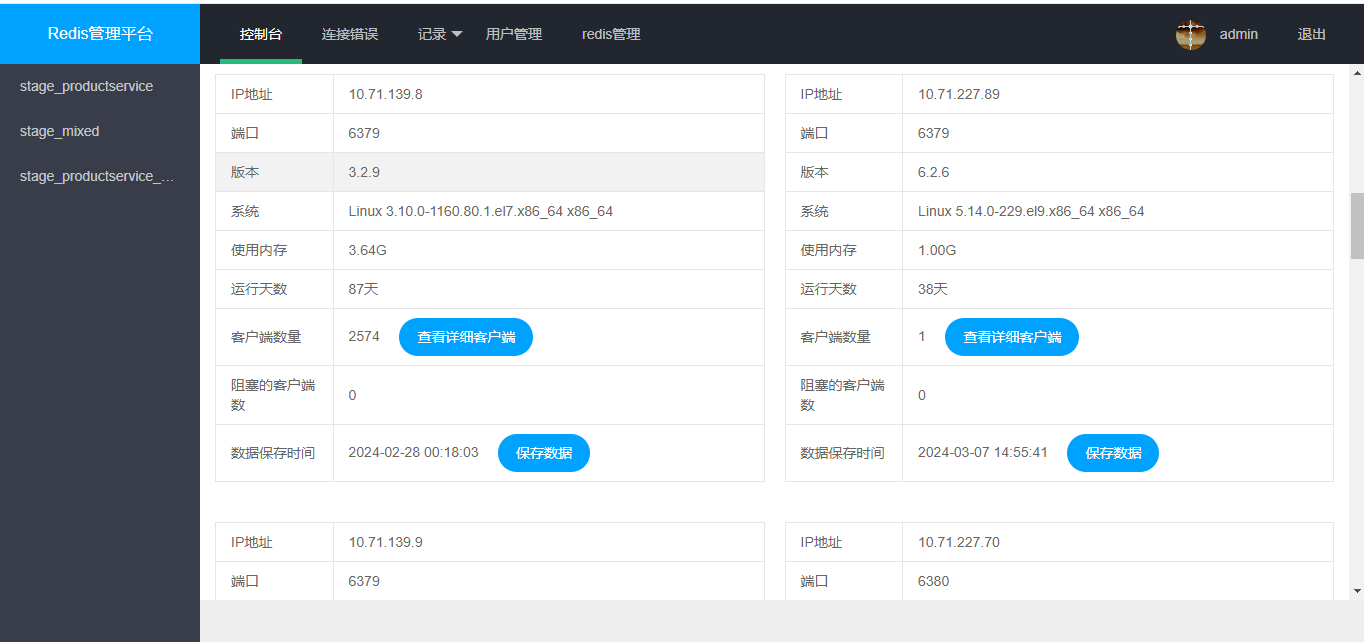 Redis管理平台
控制台 连接错误 记录 用户管理 redis管理 admin 退出
stage_productservice
stage_mixed
stage_productservice_...
IP地址 10.71.139.8
端口 6379
版本 3.2.9
系统 Linux 3.10.0-1160.80.1.el7.x86_64 x86_64
使用内存 3.64G
运行天数 87天
客户端数量 2574 查看详细客户端
阻塞的客户端
数 0
数据保存时间 2024-02-28 00:18:03 保存数据
IP地址 10.71.227.89
端口 6379
版本 6.2.6
系统 Linux 5.14.0-229.el9.x86_64 x86_64
使用内存 1.00G
运行天数 38天
客户端数量 1 查看详细客户端
阻塞的客户端
数 0
数据保存时间 2024-03-07 14:55:41 保存数据
IP地址 10.71.139.9
端口 6379
IP地址 10.71.227.70
端口 6380